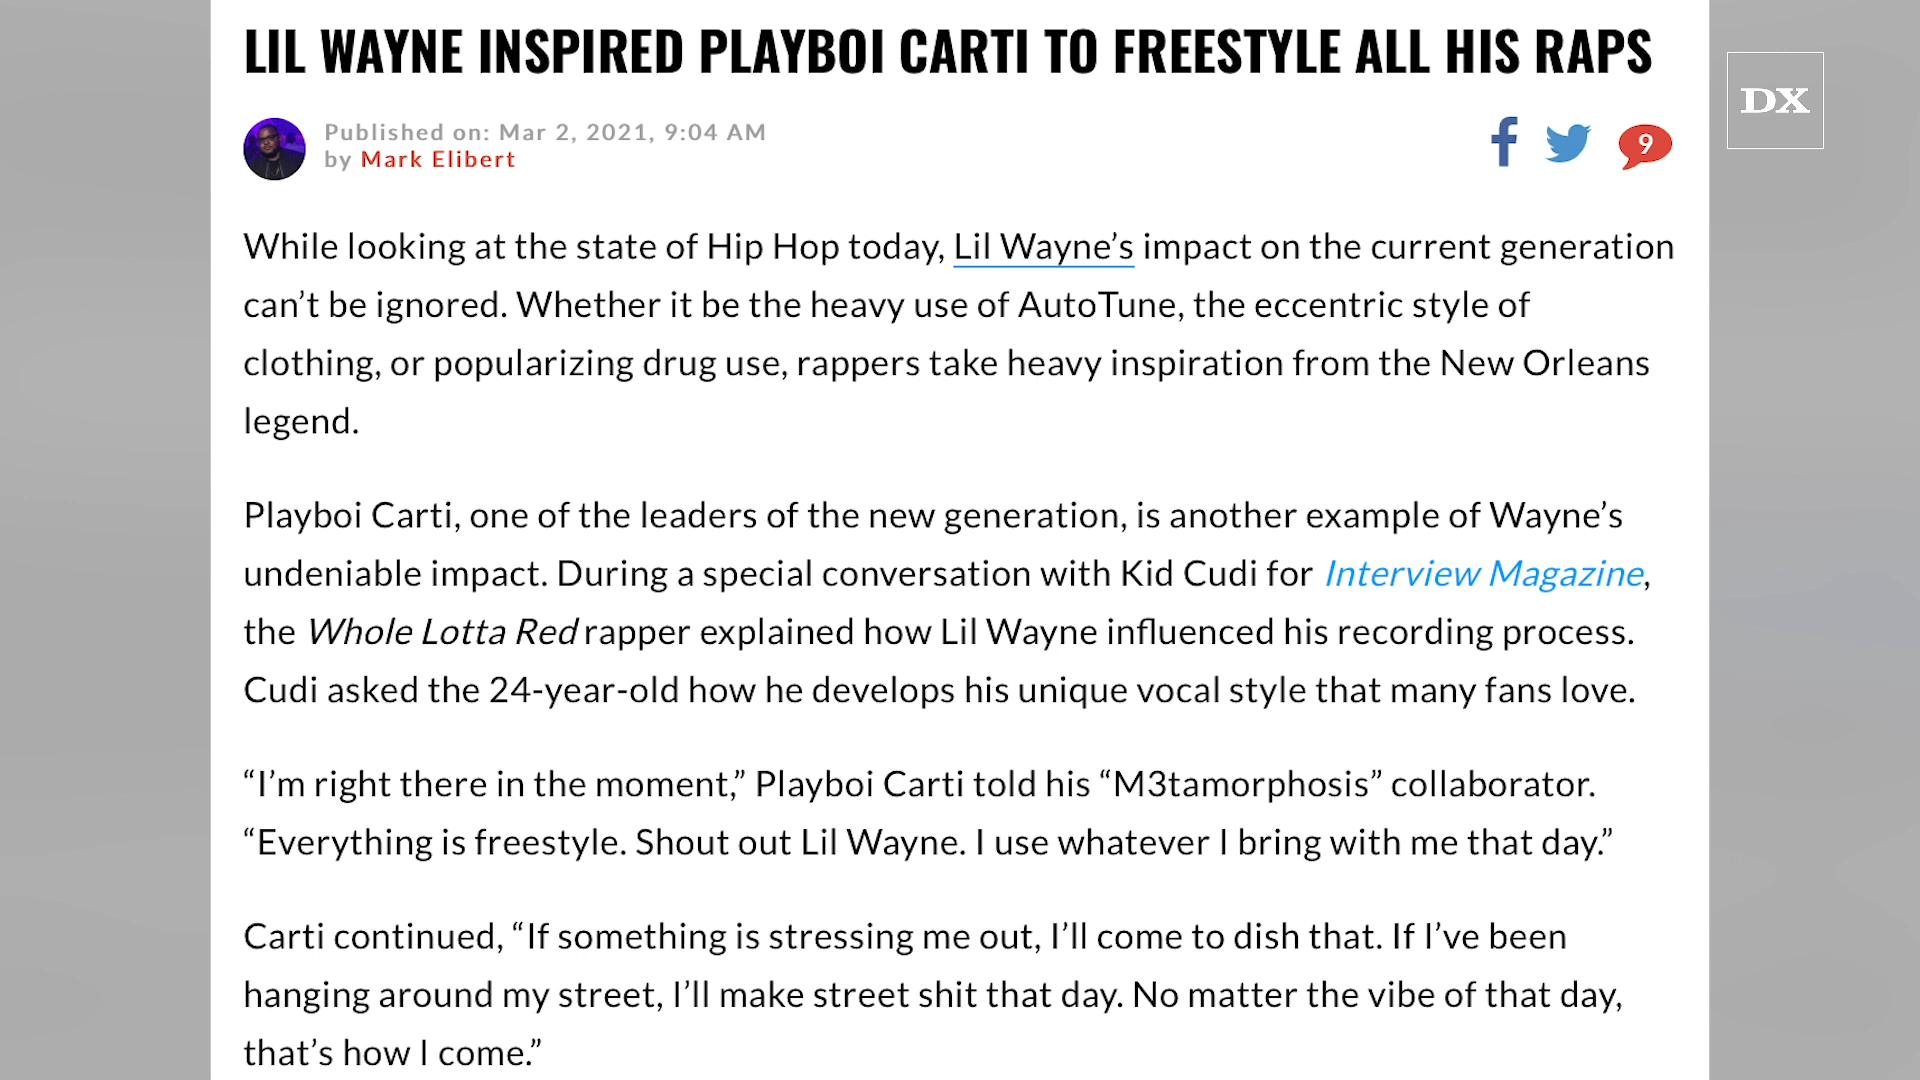 LIL WAYNE INSPIRED PLAYBOI CARTI TO FREESTYLE ALL HIS RAPS
DX
Published on: Mar 2, 2021, 9:04 AM
by Mark Elibert
9
While looking at the state of Hip Hop today, Lil Wayne’s impact on the current generation
can’t be ignored. Whether it be the heavy use of AutoTune, the eccentric style of
clothing, or popularizing drug use, rappers take heavy inspiration from the New Orleans
legend.
Playboi Carti, one of the leaders of the new generation, is another example of Wayne’s
undeniable impact. During a special conversation with Kid Cudi for Interview Magazine,
the Whole Lotta Red rapper explained how Lil Wayne influenced his recording process.
Cudi asked the 24-year-old how he develops his unique vocal style that many fans love.
“I’m right there in the moment,” Playboi Carti told his “M3tamorphosis” collaborator.
“Everything is freestyle. Shout out Lil Wayne. I use whatever I bring with me that day.”
Carti continued, “If something is stressing me out, I’ll come to dish that. If I’ve been
hanging around my street, I’ll make street shit that day. No matter the vibe of that day,
that’s how I come.”